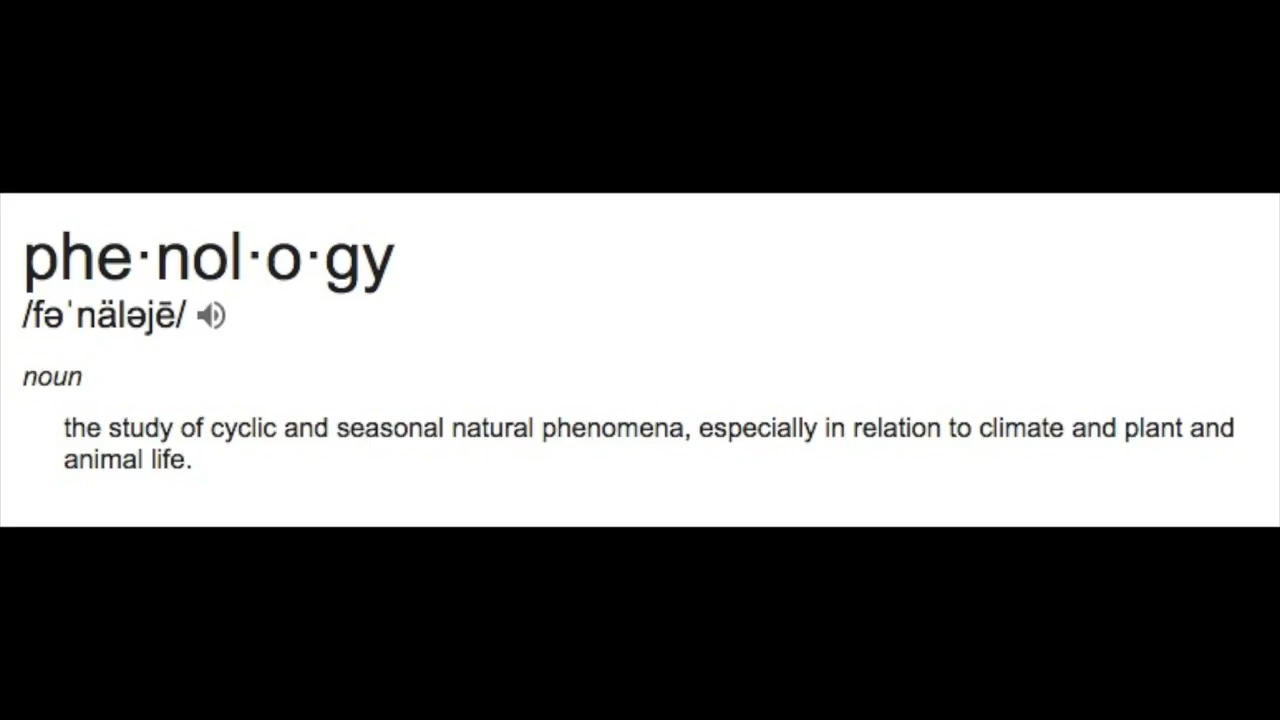 phe·nol·o·gy
/fəˈnäləjē/
noun
the study of cyclic and seasonal natural phenomena, especially in relation to climate and plant and
animal life.